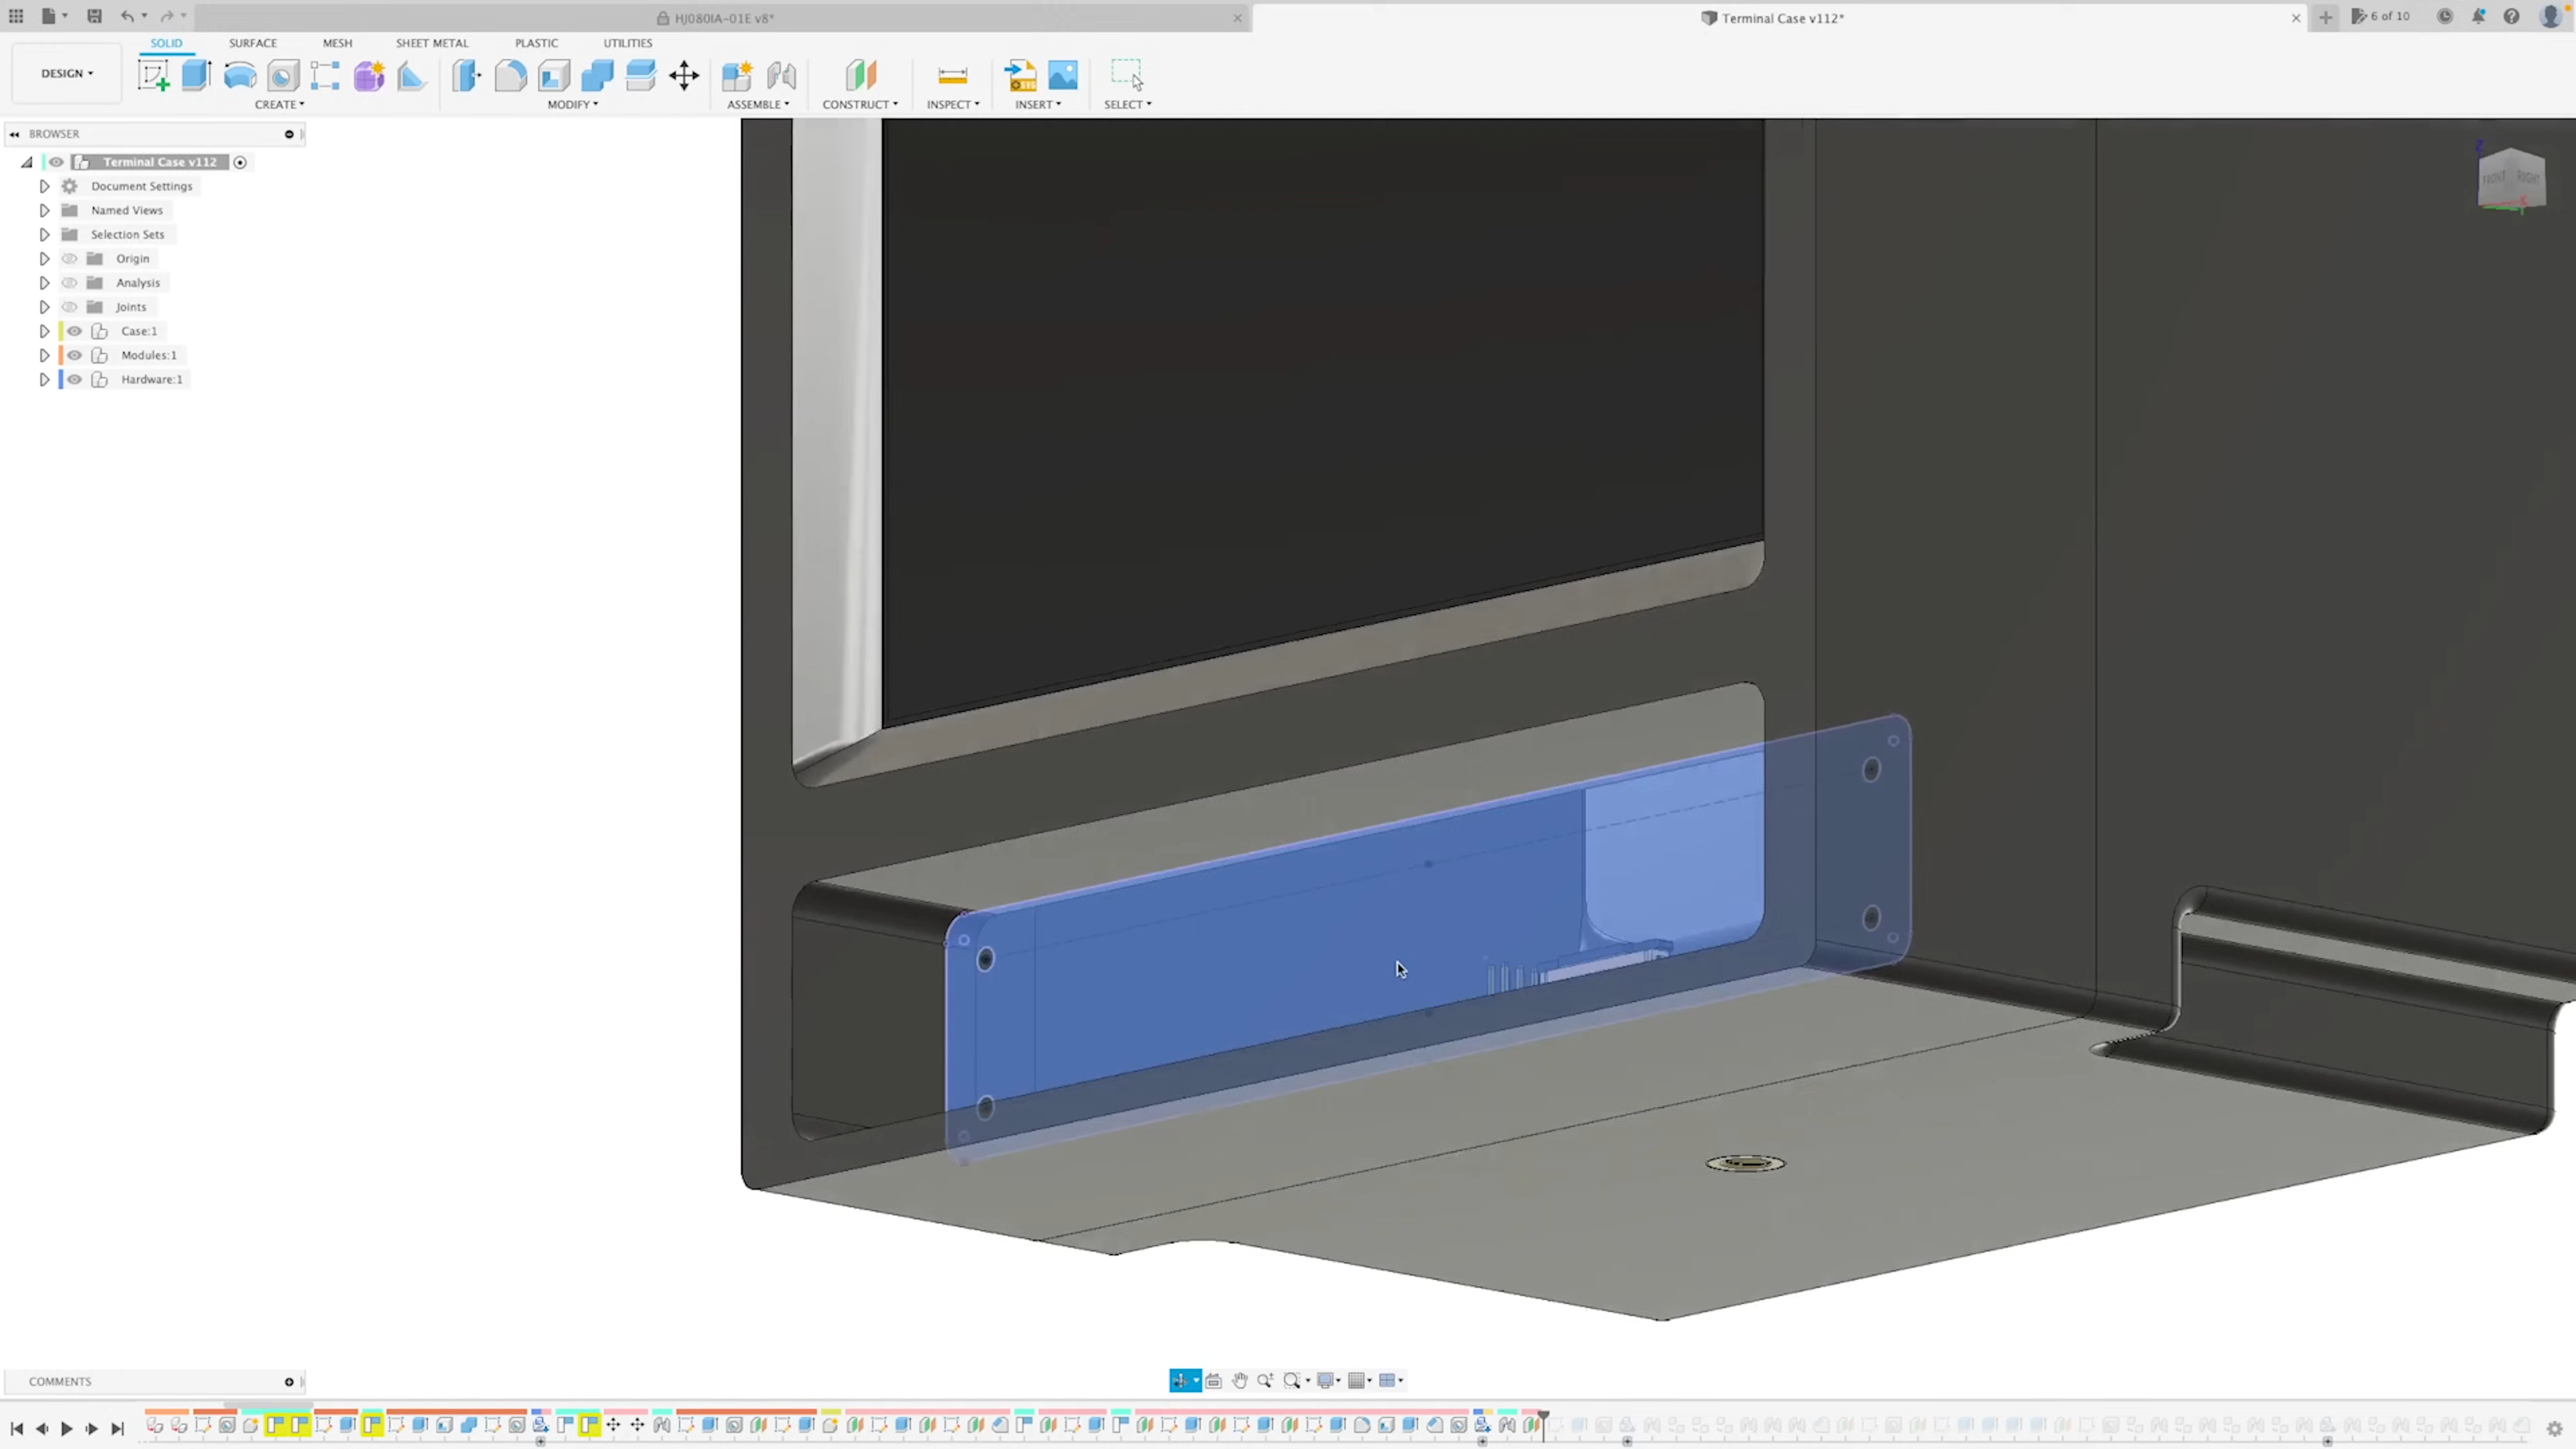 HJ080IA-01E v8*
Terminal Case v112*
6 of 10
SOLID
SURFACE
MESH
SHEET METAL
PLASTIC
UTILITIES
DESIGN
CREATE
MODIFY
ASSEMBLE
CONSTRUCT
INSPECT
INSERT
SELECT
BROWSER
Terminal Case v112
Document Settings
Named Views
Selection Sets
Origin
Analysis
Joints
Case:1
Modules:1
Hardware:1
Z
FRONT
RIGHT
X
COMMENTS